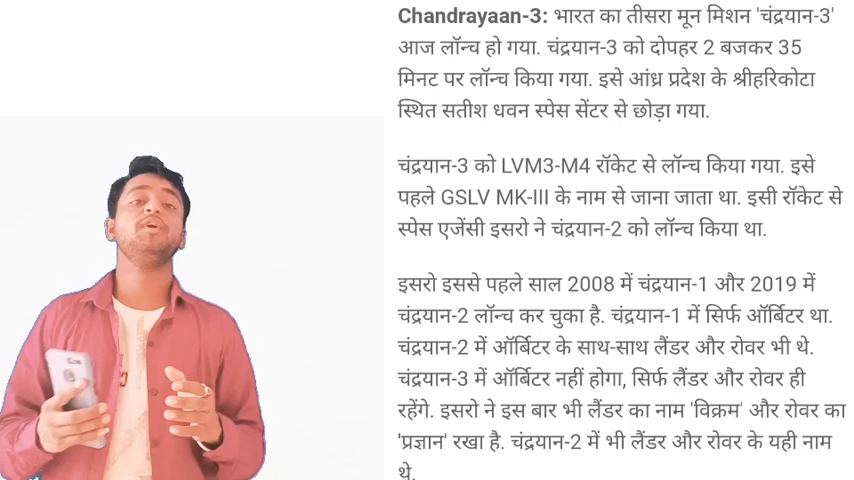 Chandrayaan-3: भारत का तीसरा मून मिशन 'चंद्रयान-3'
आज लॉन्च हो गया. चंद्रयान-3 को दोपहर 2 बजकर 35
मिनट पर लॉन्च किया गया. इसे आंध्र प्रदेश के श्रीहरिकोटा
स्थित सतीश धवन स्पेस सेंटर से छोड़ा गया.
चंद्रयान-3 को LVM3-M4 रॉकेट से लॉन्च किया गया. इसे
पहले GSLV MK-III के नाम से जाना जाता था. इसी रॉकेट से
स्पेस एजेंसी इसरो ने चंद्रयान-2 को लॉन्च किया था.
इसरो इससे पहले साल 2008 में चंद्रयान-1 और 2019 में
चंद्रयान-2 लॉन्च कर चुका है. चंद्रयान-1 में सिर्फ ऑर्बिटर था.
चंद्रयान-2 में ऑर्बिटर के साथ-साथ लैंडर और रोवर भी थे.
चंद्रयान-3 में ऑर्बिटर नहीं होगा, सिर्फ लैंडर और रोवर ही
रहेंगे. इसरो ने इस बार भी लैंडर का नाम 'विक्रम' और रोवर का
'प्रज्ञान' रखा है. चंद्रयान-2 में भी लैंडर और रोवर के यही नाम
थे.